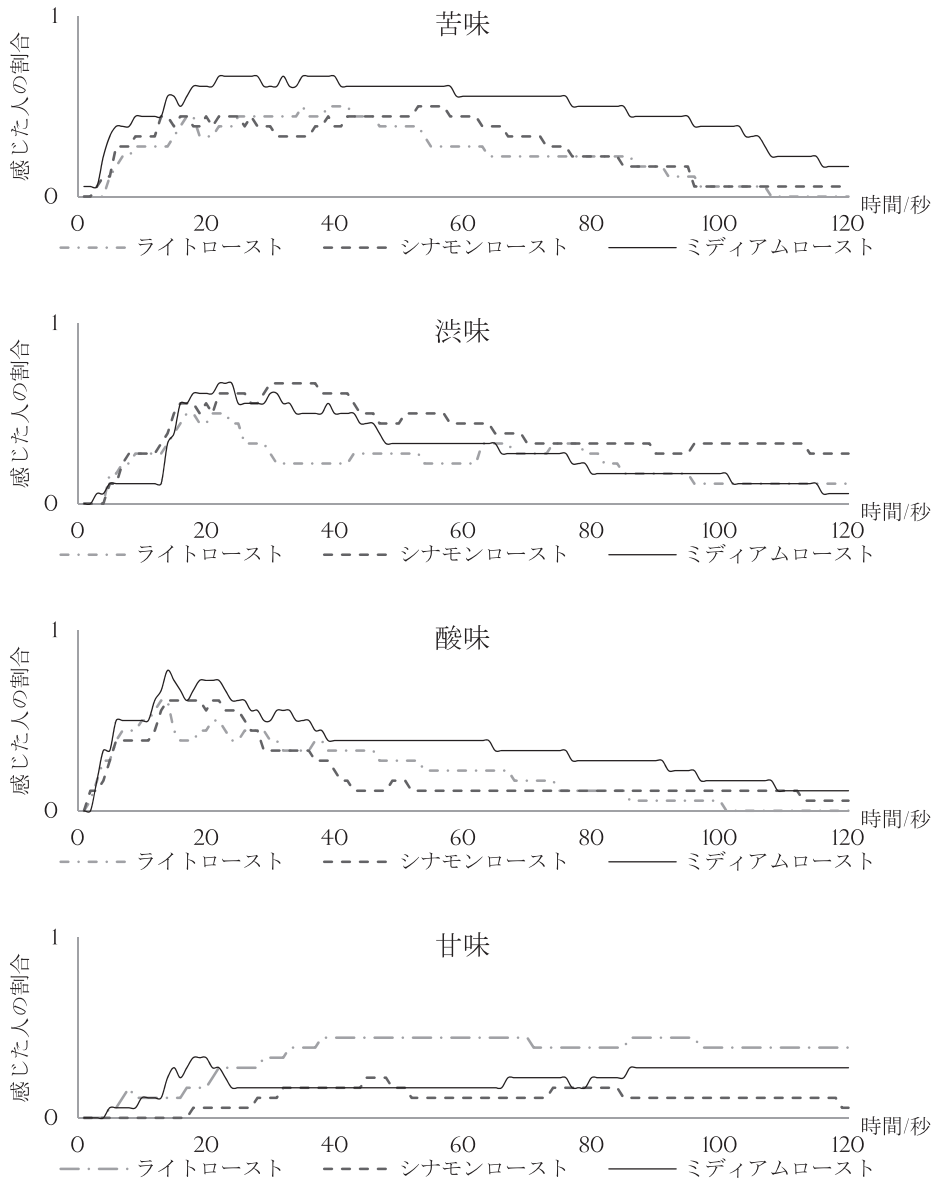 苦味
1
感じた人の割合
0
0 20 40 60 80 100 120 時間/秒
ライトロースト シナモンロースト ミディアムロースト
渋味
1
感じた人の割合
0
0 20 40 60 80 100 120 時間/秒
ライトロースト シナモンロースト ミディアムロースト
酸味
1
感じた人の割合
0
0 20 40 60 80 100 120 時間/秒
ライトロースト シナモンロースト ミディアムロースト
甘味
1
感じた人の割合
0
0 20 40 60 80 100 120 時間/秒
ライトロースト シナモンロースト ミディアムロースト